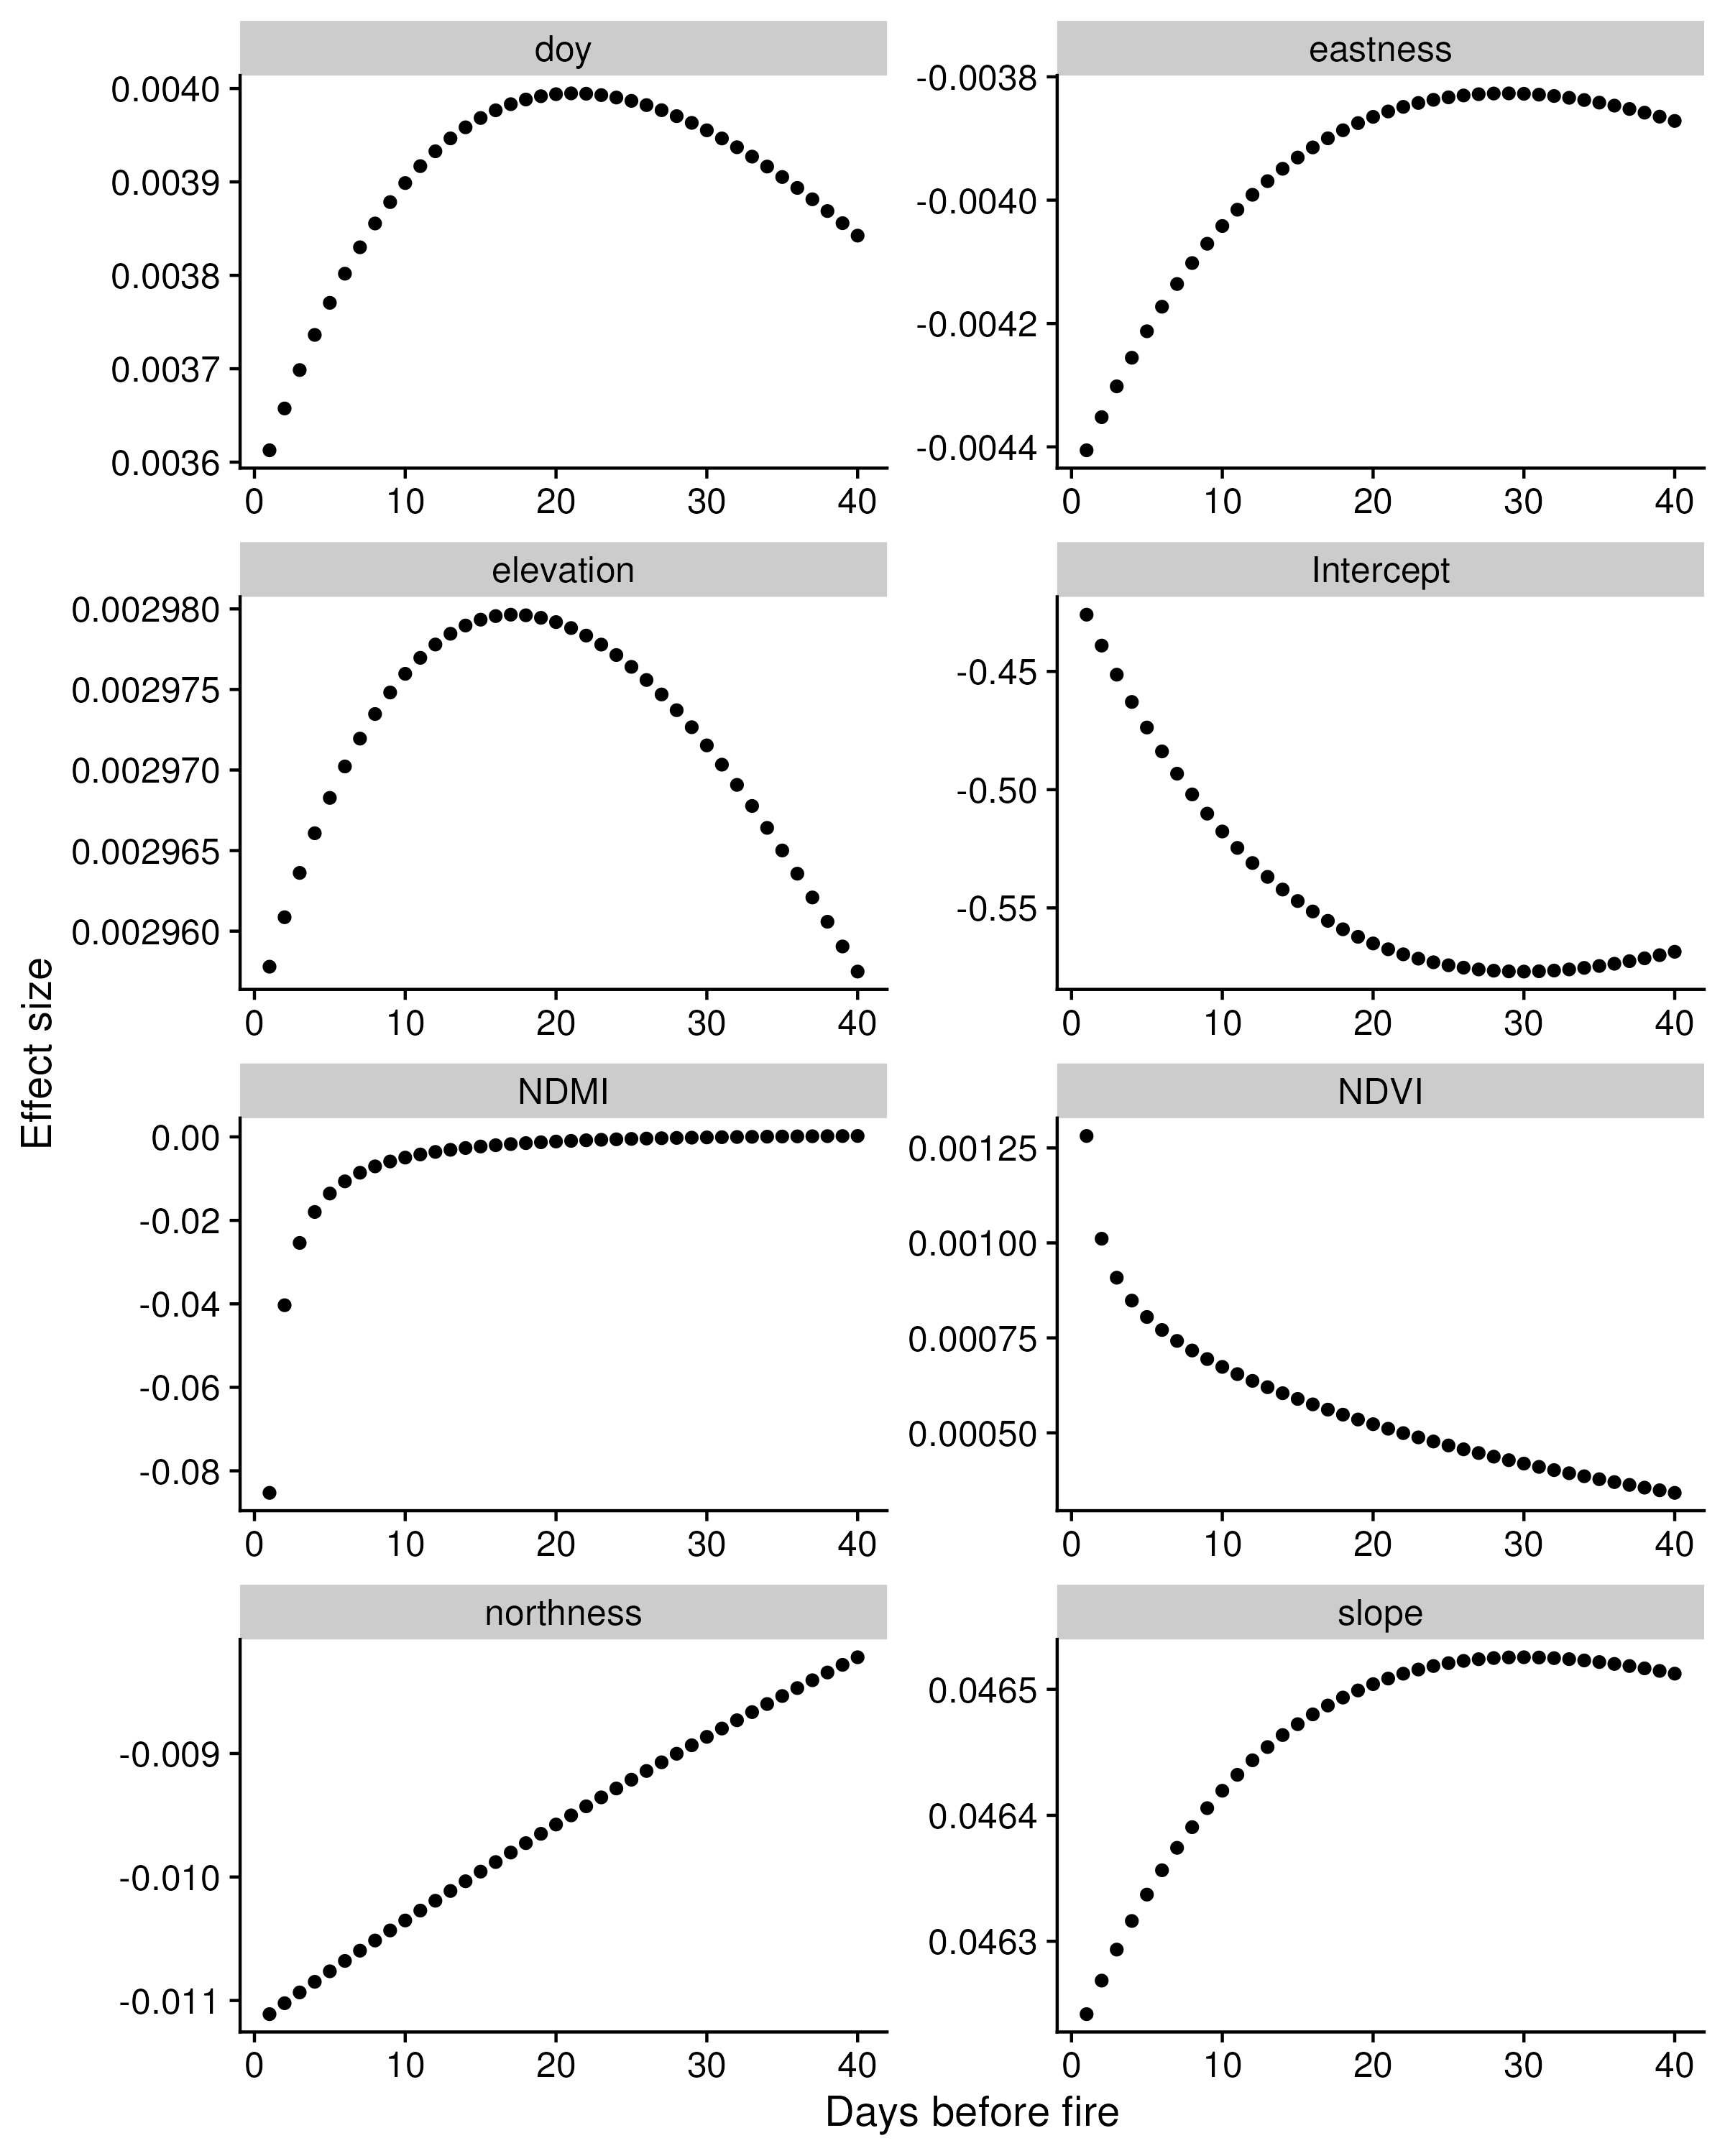 doy
0.0040
0.0039
0.0038
0.0037
0.0036
0 10 20 30 40
eastness
-0.0038
-0.0040
-0.0042
-0.0044
0 10 20 30 40
elevation
0.002980
0.002975
0.002970
0.002965
0.002960
0 10 20 30 40
Intercept
-0.45
-0.50
-0.55
0 10 20 30 40
NDMI
0.00
-0.02
-0.04
-0.06
-0.08
0 10 20 30 40
NDVI
0.00125
0.00100
0.00075
0.00050
0 10 20 30 40
northness
-0.009
-0.010
-0.011
0 10 20 30 40
slope
0.0465
0.0464
0.0463
0 10 20 30 40
Effect size
Days before fire